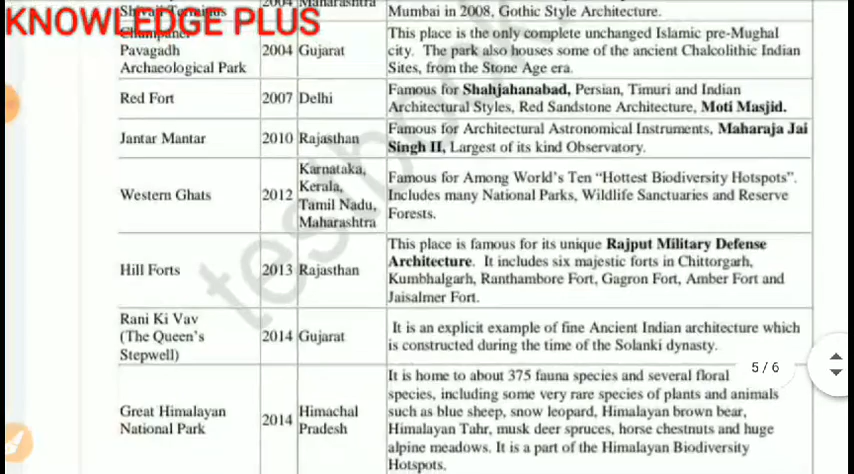 2004 Maharashtra
Mumbai in 2008, Gothic Style Architecture.
KNOWLEDGE PLUS
Pavagadh
Archaeological Park
2004 Gujarat
This place is the only complete unchanged Islamic pre-Mughal
city. The park also houses some of the ancient Chalcolithic Indian
Sites, from the Stone Age era.
Red Fort
2007 Delhi
Famous for Shahjahanabad, Persian, Timuri and Indian
Architectural Styles, Red Sandstone Architecture, Moti Masjid.
Jantar Mantar
2010 Rajasthan
Famous for Architectural Astronomical Instruments, Maharaja Jai
Singh II, Largest of its kind Observatory.
Western Ghats
2012
Karnataka,
Kerala,
Tamil Nadu,
Maharashtra
Famous for Among World's Ten “Hottest Biodiversity Hotspots”.
Includes many National Parks, Wildlife Sanctuaries and Reserve
Forests.
Hill Forts
2013 Rajasthan
This place is famous for its unique Rajput Military Defense
Architecture. It includes six majestic forts in Chittorgarh,
Kumbhalgarh, Ranthambore Fort, Gagron Fort, Amber Fort and
Jaisalmer Fort.
Rani Ki Vav
(The Queen's
Stepwell)
2014 Gujarat
It is an explicit example of fine Ancient Indian architecture which
is constructed during the time of the Solanki dynasty.
5 / 6
Great Himalayan
National Park
2014
Himachal
Pradesh
It is home to about 375 fauna species and several floral
species, including some very rare species of plants and animals
such as blue sheep, snow leopard, Himalayan brown bear,
Himalayan Tahr, musk deer spruces, horse chestnuts and huge
alpine meadows. It is a part of the Himalayan Biodiversity
Hotspots.